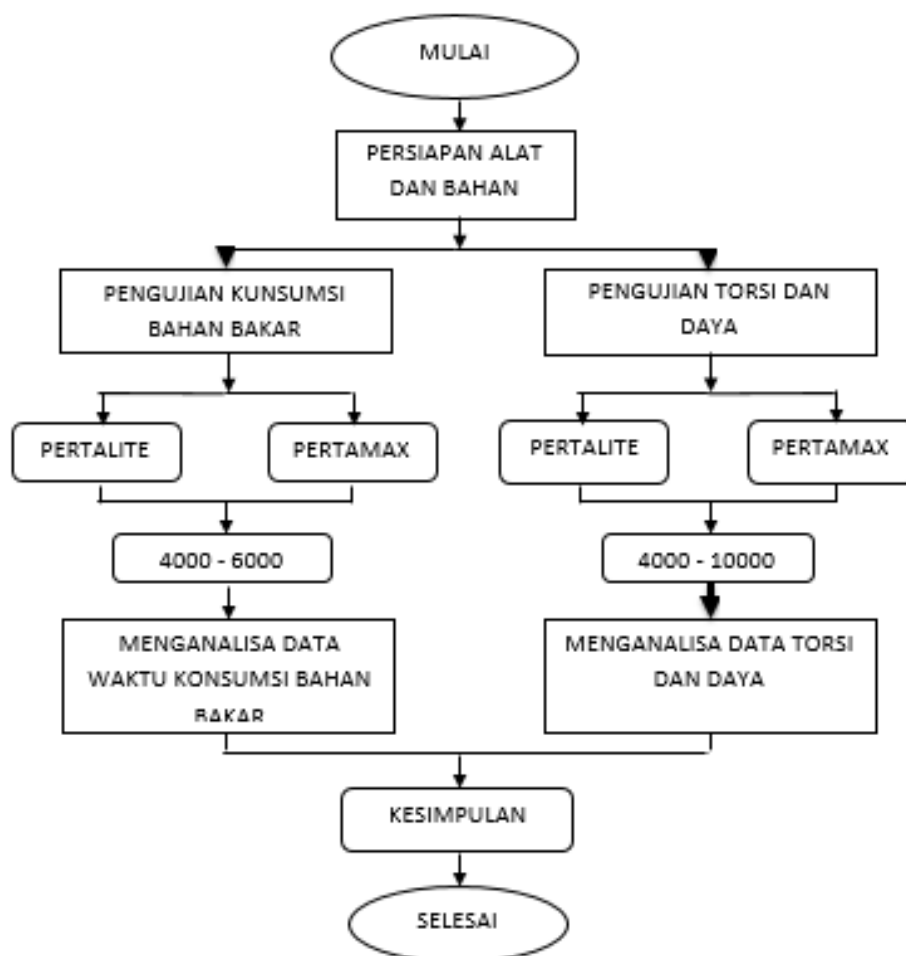 MULAI
PERSIAPAN ALAT
DAN BAHAN
PENGUJIAN KUNSUMSI
BAHAN BAKAR
PENGUJIAN TORSI DAN
DAYA
PERTALITE
PERTAMAX
PERTALITE
PERTAMAX
4000 - 6000
4000 - 10000
MENGANALISA DATA
WAKTU KONSUMSI BAHAN
BAKAR
MENGANALISA DATA TORSI
DAN DAYA
KESIMPULAN
SELESAI